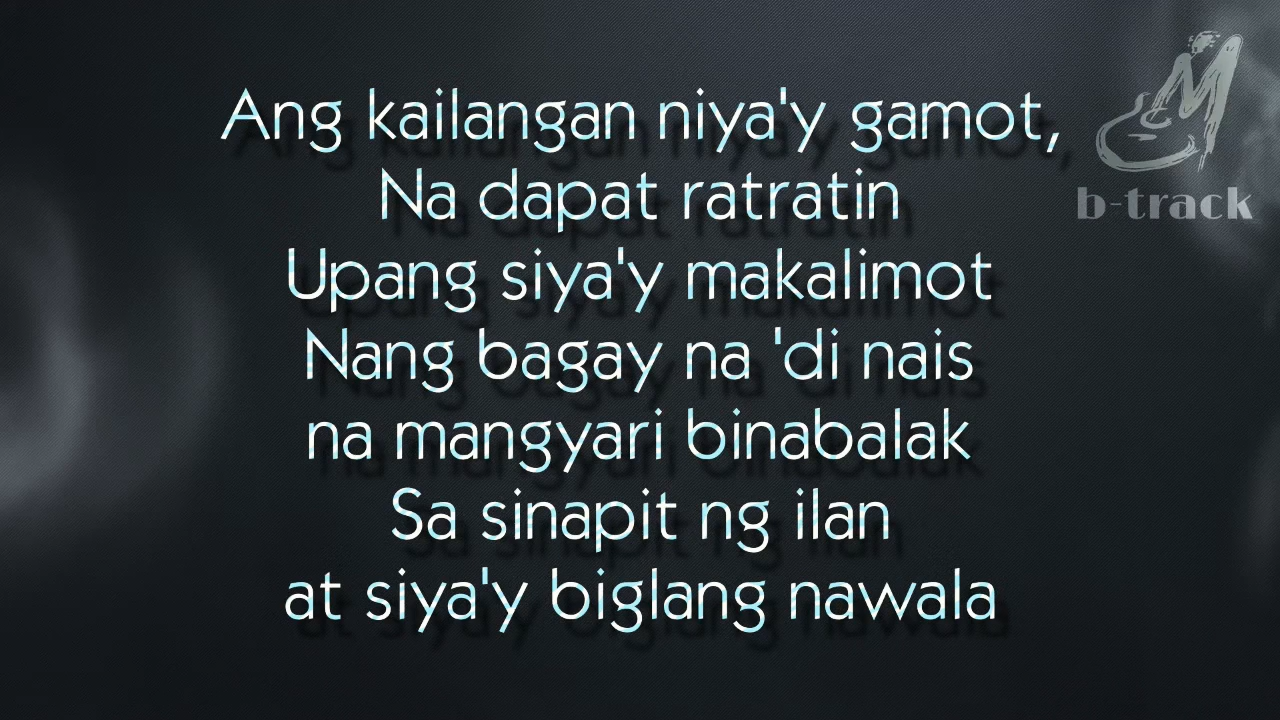 Ang kailangan niya'y gamot,
Na dapat ratratin
Upang siya'y makalimot
Nang bagay na 'di nais
na mangyari binabalak
Sa sinapit ng ilan
at siya'y biglang nawala
M
b-track